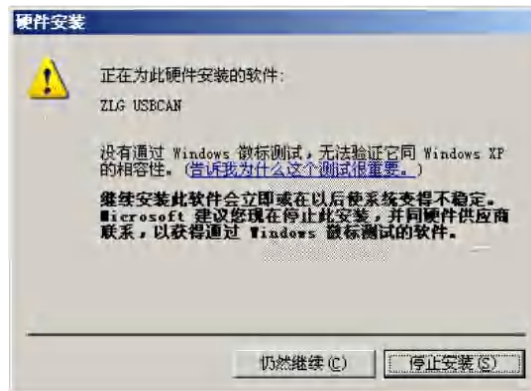 硬件安装
正在为此硬件安装的软件:
ZLG USBCAN
没有通过 Windows 徽标测试，无法验证它同 Windows XP
的相容性。(告诉我为什么这个测试很重要。)
继续安装此软件会立即或在以后使系统变得不稳定。
Microsoft 建议您现在停止此安装，并同硬件供应商
联系，以获得通过 Windows 徽标测试的软件。
仍然继续(C)
停止安装(S)